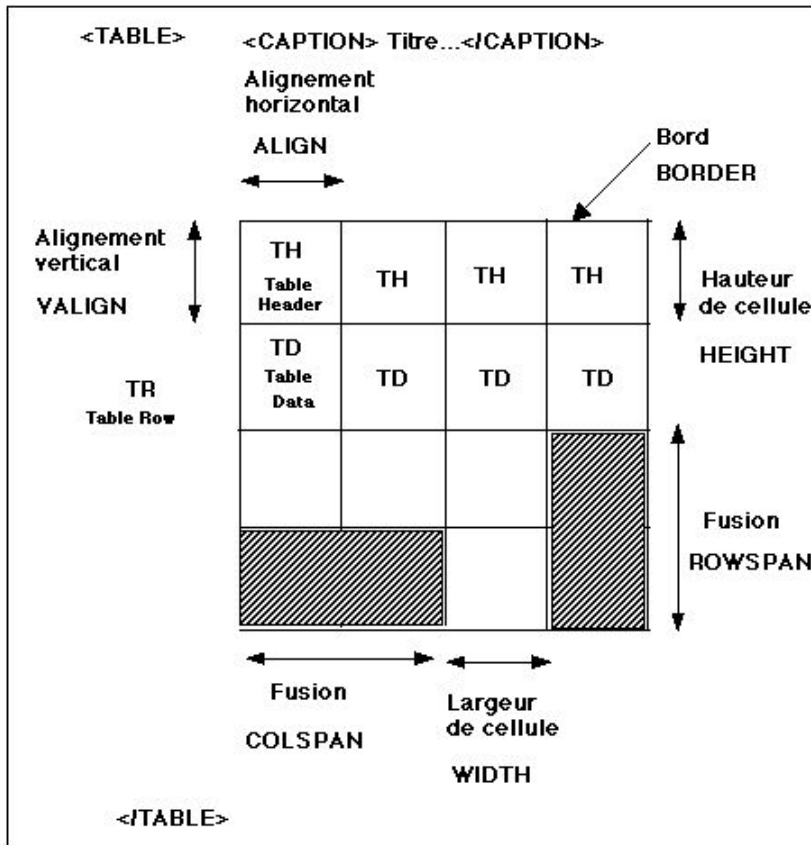 <TABLE> <CAPTION> Titre...</CAPTION>
Alignement
horizontal
ALIGN
Bord
BORDER
Alignement
vertical
VALIGN
TH
Table
Header
TH
TH
TH
Hauteur
de cellule
HEIGHT
TR
Table Row
TD
Table
Data
TD
TD
TD
Fusion
ROWSPAN
Fusion
COLSPAN
Largeur
de cellule
WIDTH
</TABLE>